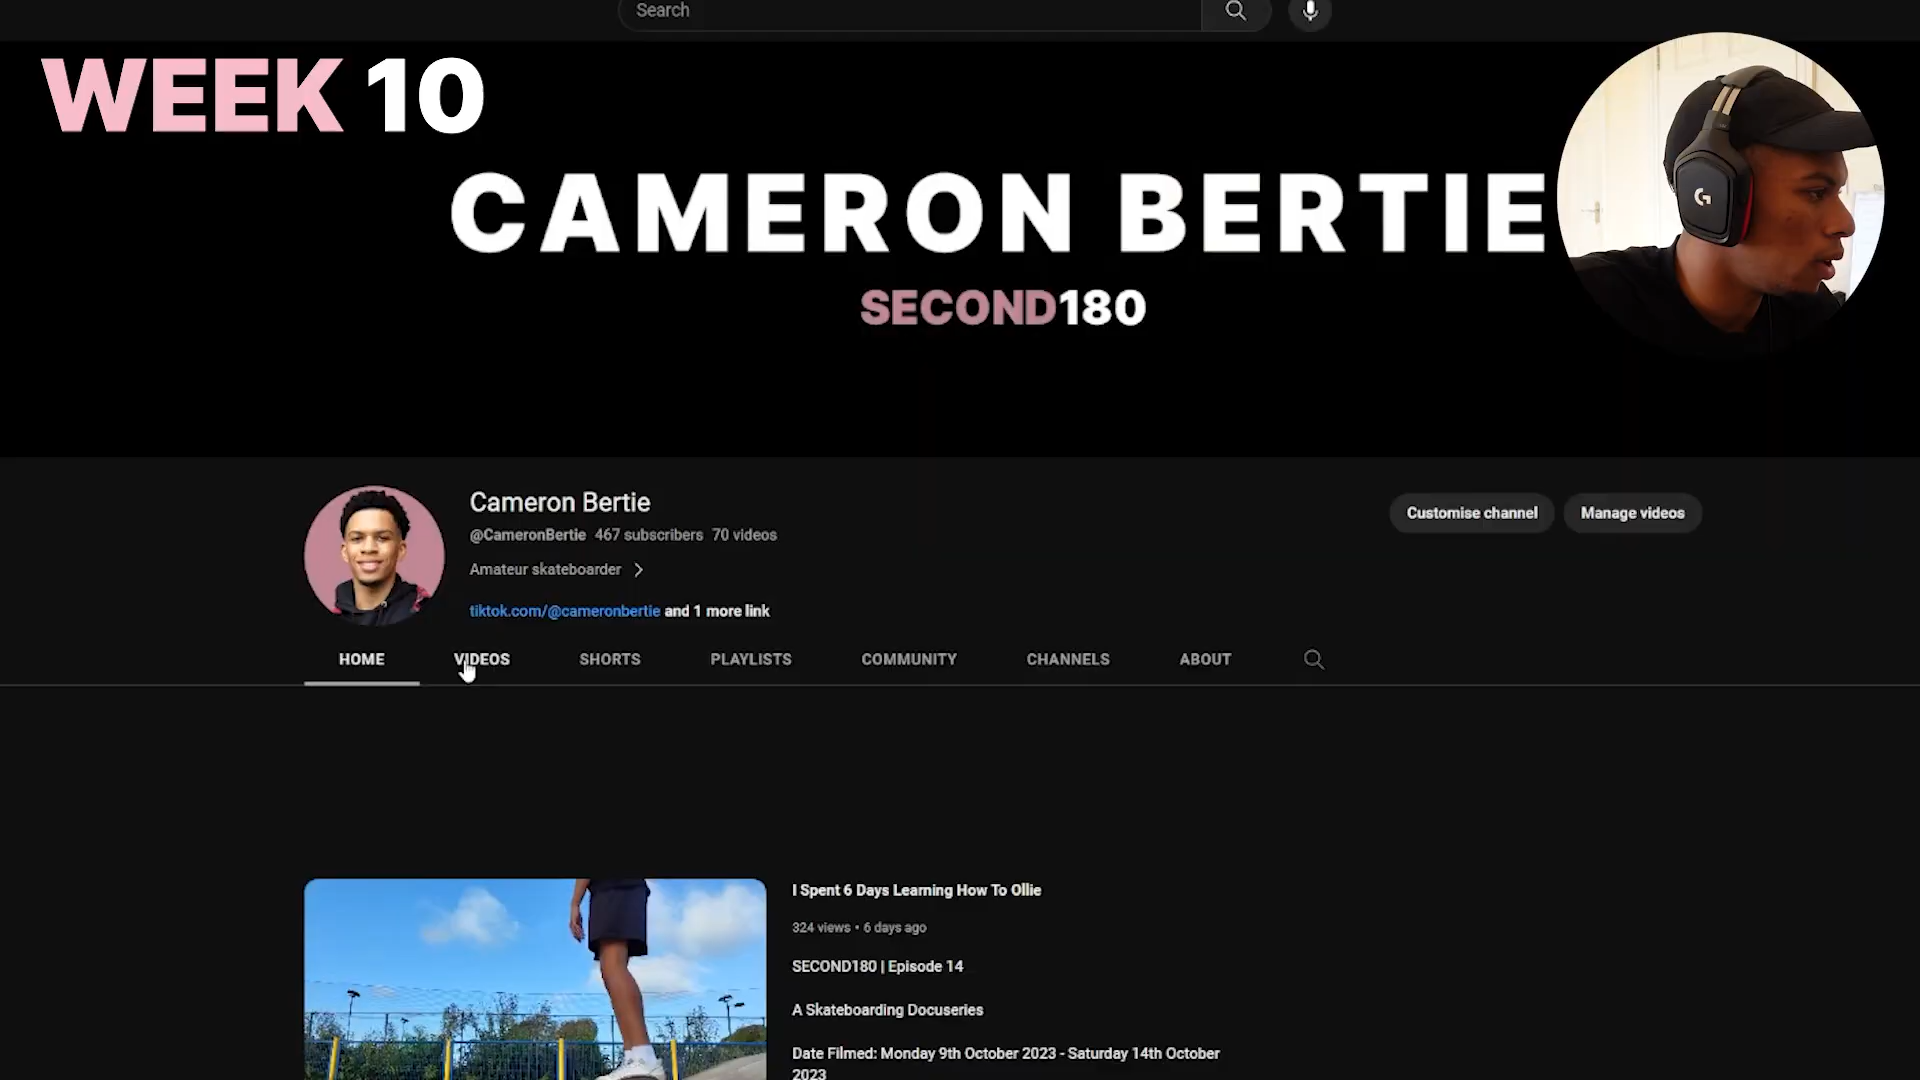 Search
WEEK 10
CAMERON BERTIE
SECOND180
Cameron Bertie
@CameronBertie 467 subscribers 70 videos
Amateur skateboarder
tiktok.com/@cameronbertie and 1 more link
Customise channel
Manage videos
HOME
VIDEOS
SHORTS
PLAYLISTS
COMMUNITY
CHANNELS
ABOUT
I Spent 6 Days Learning How To Ollie
324 views • 6 days ago
SECOND180 | Episode 14
A Skateboarding Docuseries
Date Filmed: Monday 9th October 2023 - Saturday 14th October
2023